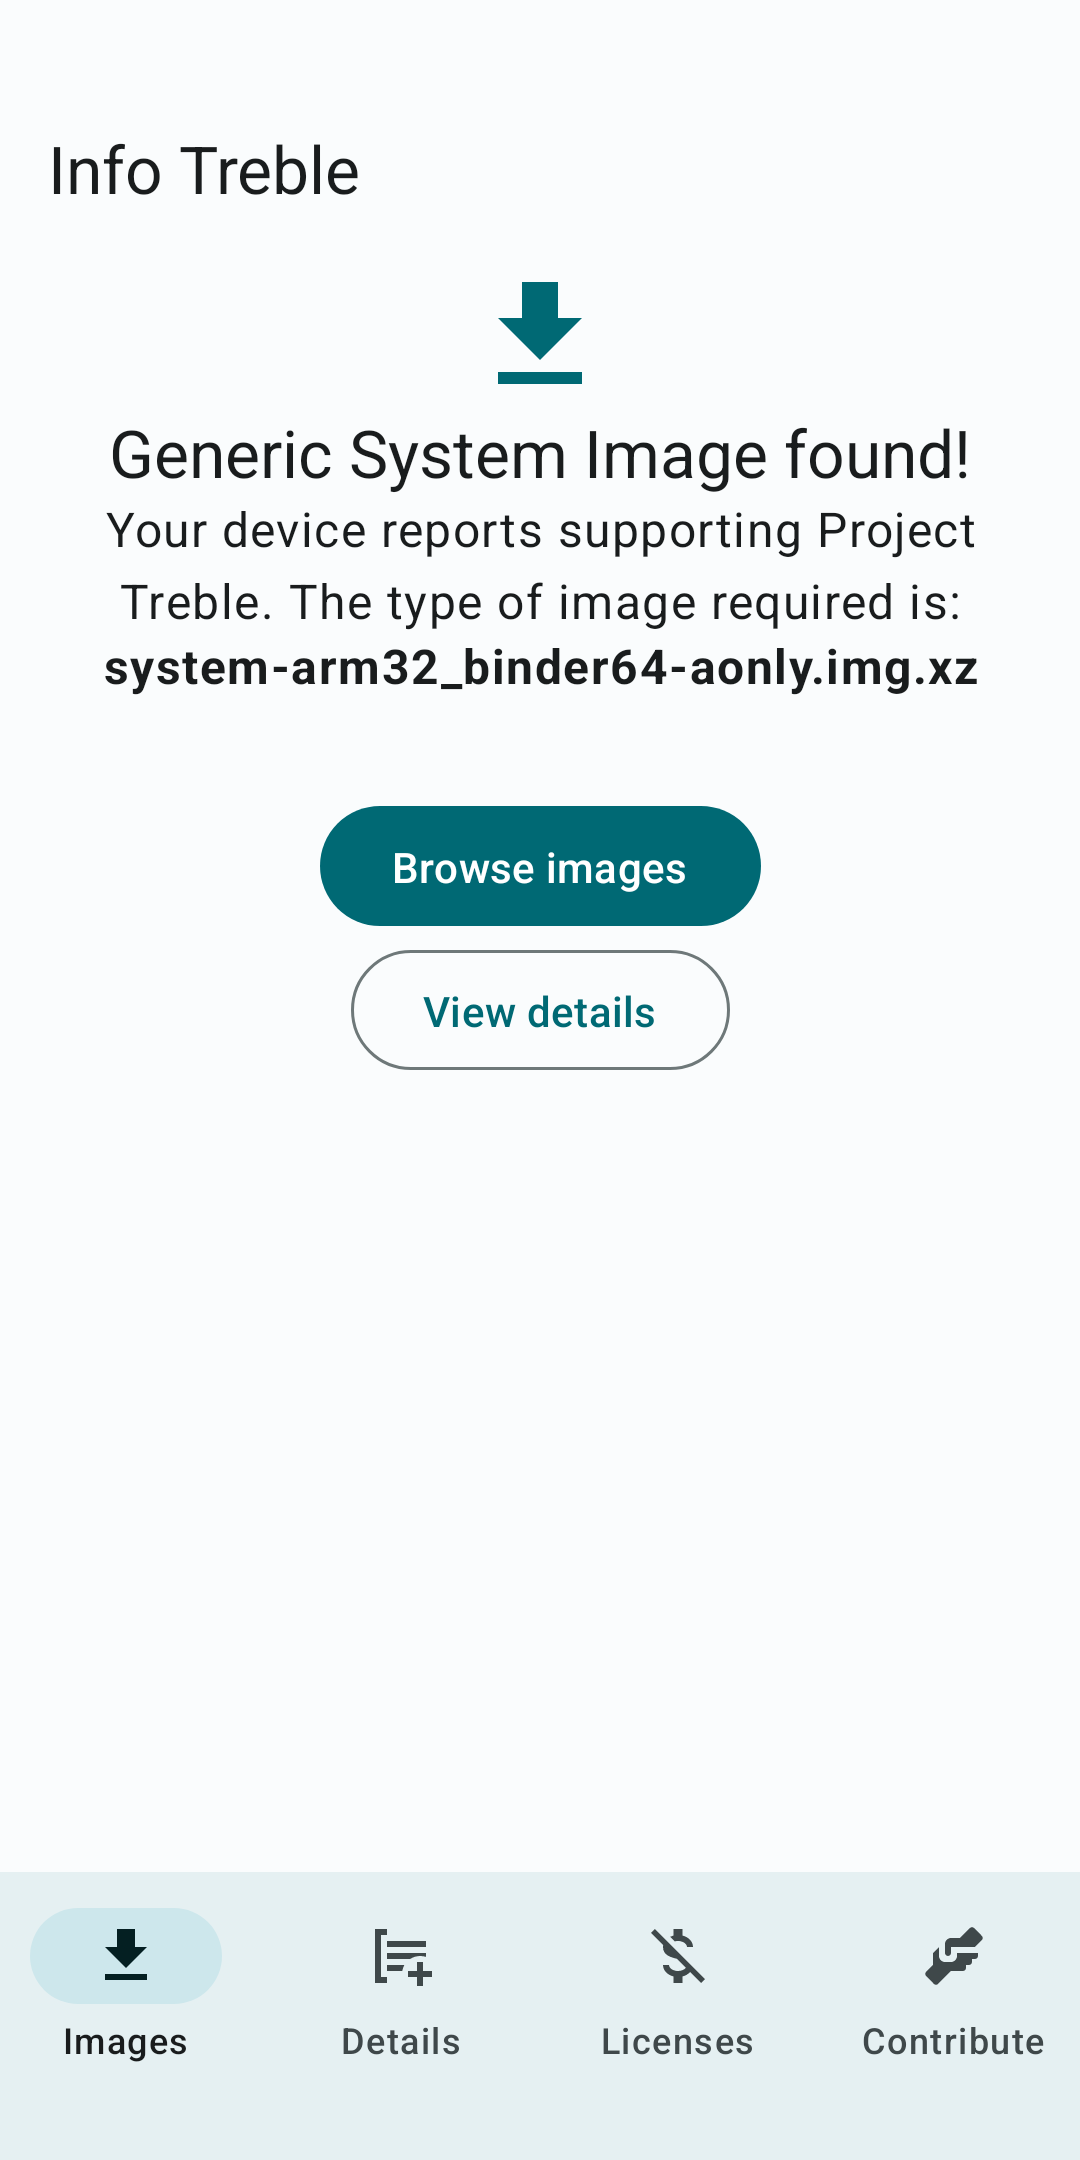 Info Treble
Generic System Image found!
Your device reports supporting Project
Treble. The type of image required is:
system-arm32_binder64-aonly.img.xz
Browse images
View details
Images
Details
Licenses
Contribute